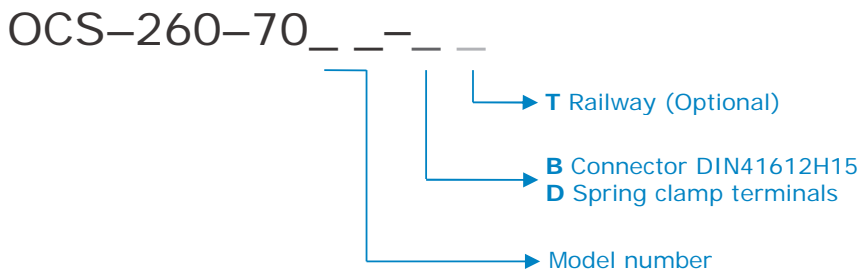 OCS–260–70_ _–_ _
T Railway (Optional)
B Connector DIN41612H15
D Spring clamp terminals
Model number